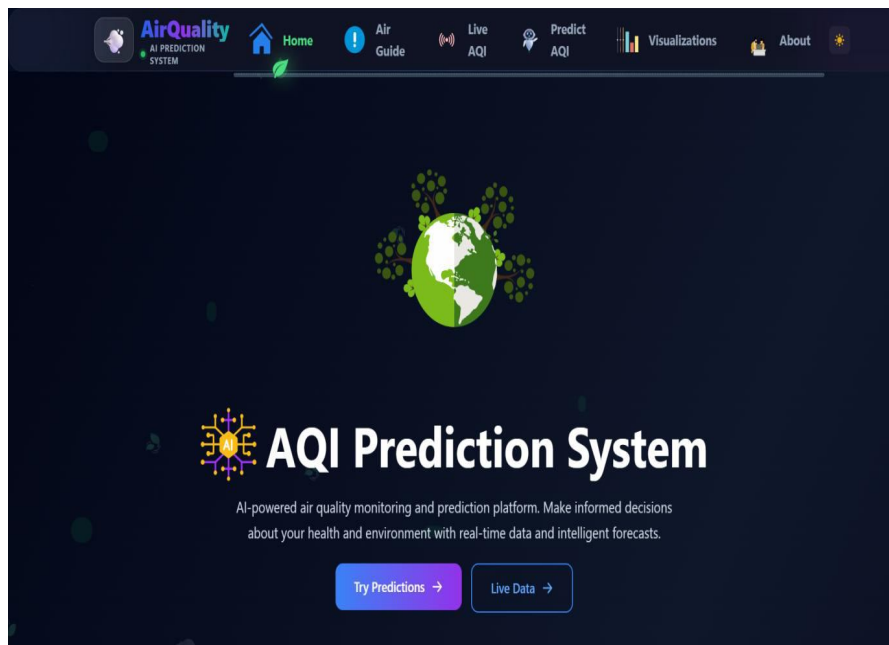 AirQuality
AI PREDICTION
SYSTEM
Home
Air
Guide
Live
AQI
Predict
AQI
Visualizations
About
AI
AQI Prediction System
AI-powered air quality monitoring and prediction platform. Make informed decisions
about your health and environment with real-time data and intelligent forecasts.
Try Predictions →
Live Data →